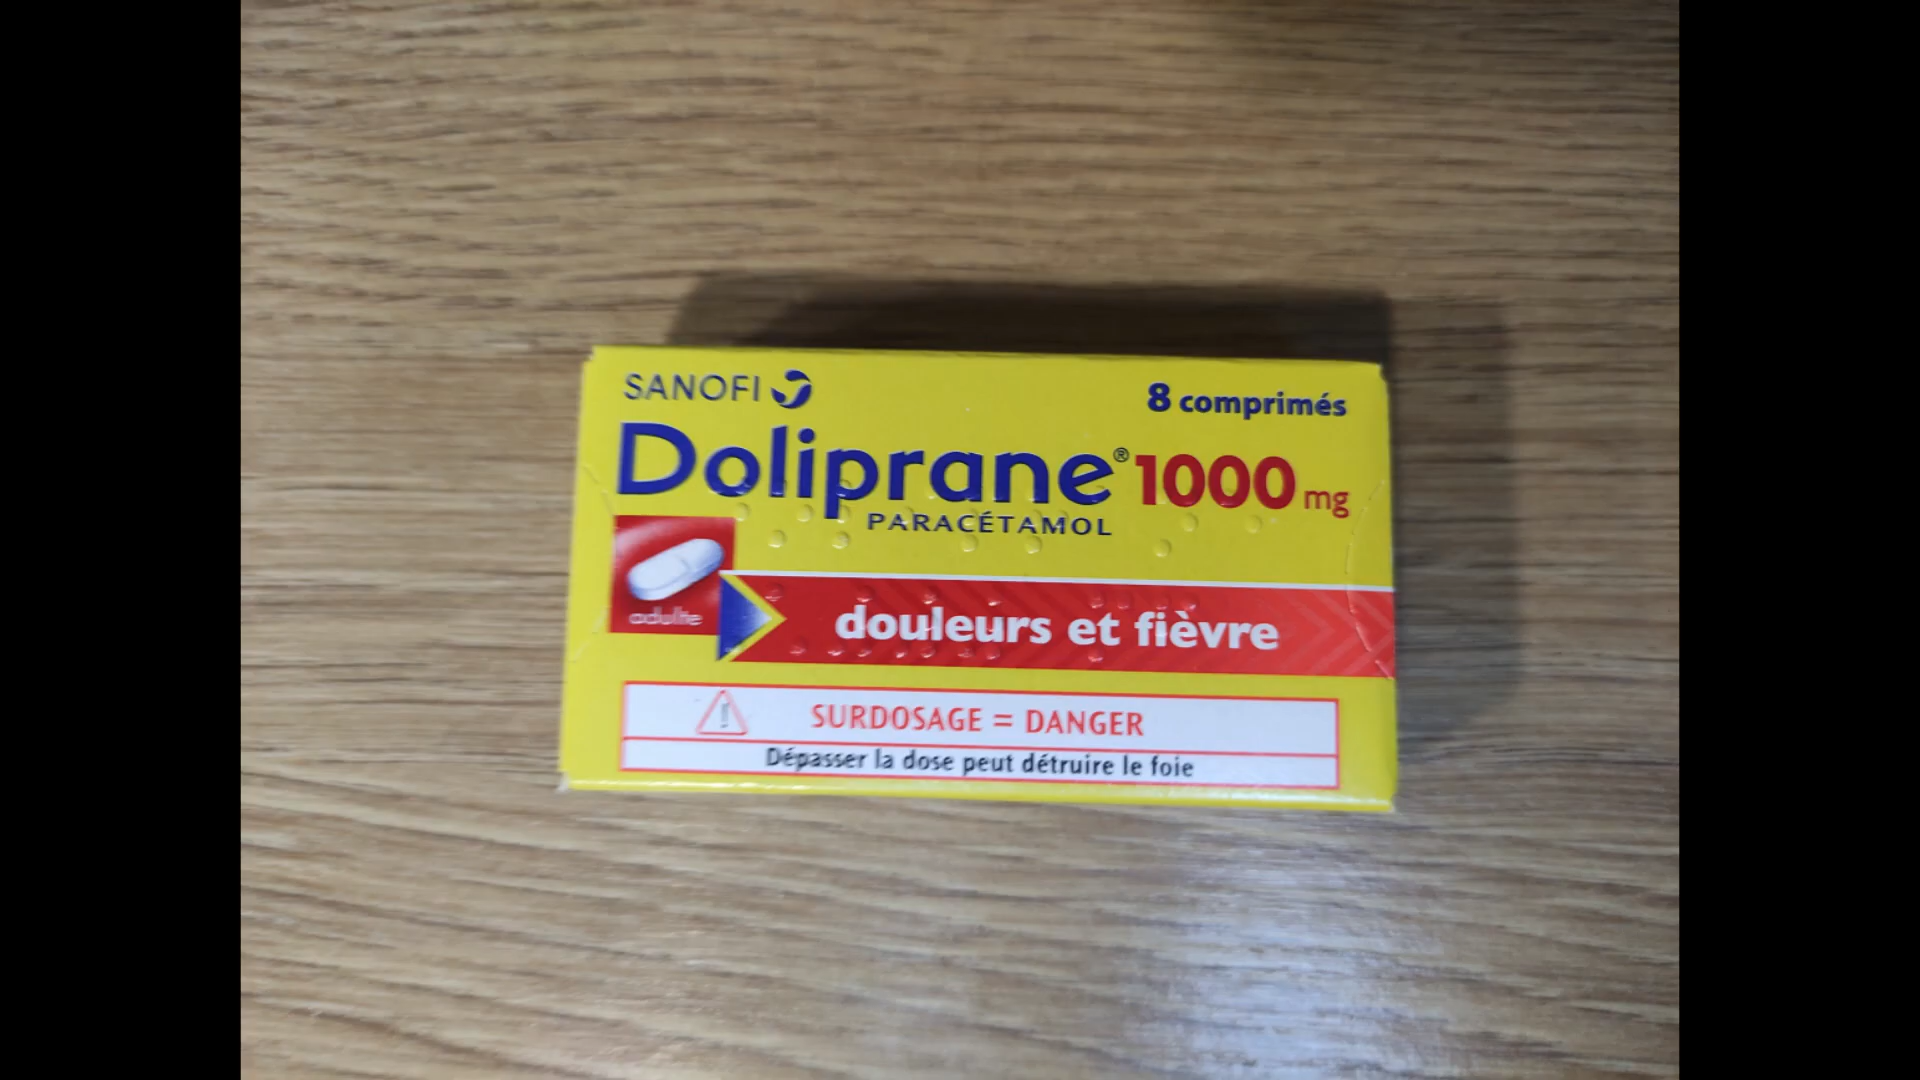 SANOFI
8 comprimés
Doliprane® 1000 mg
PARACÉTAMOL
adulte
douleurs et fièvre
SURDOSAGE = DANGER
Dépasser la dose peut détruire le foie